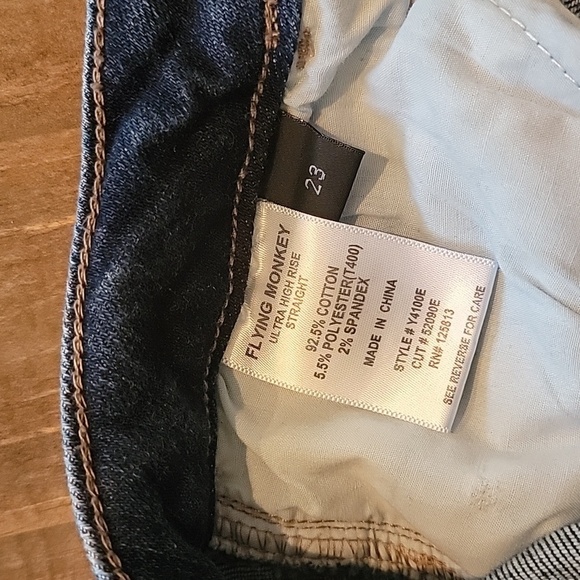 23
FLYING MONKEY
ULTRA HIGH RISE
STRAIGHT
92.5% COTTON
5.5% POLYESTER(T400)
2% SPANDEX
MADE IN CHINA
STYLE# Y4100E
CUT# 52090E
RN# 125813
SEE REVERSE FOR CARE